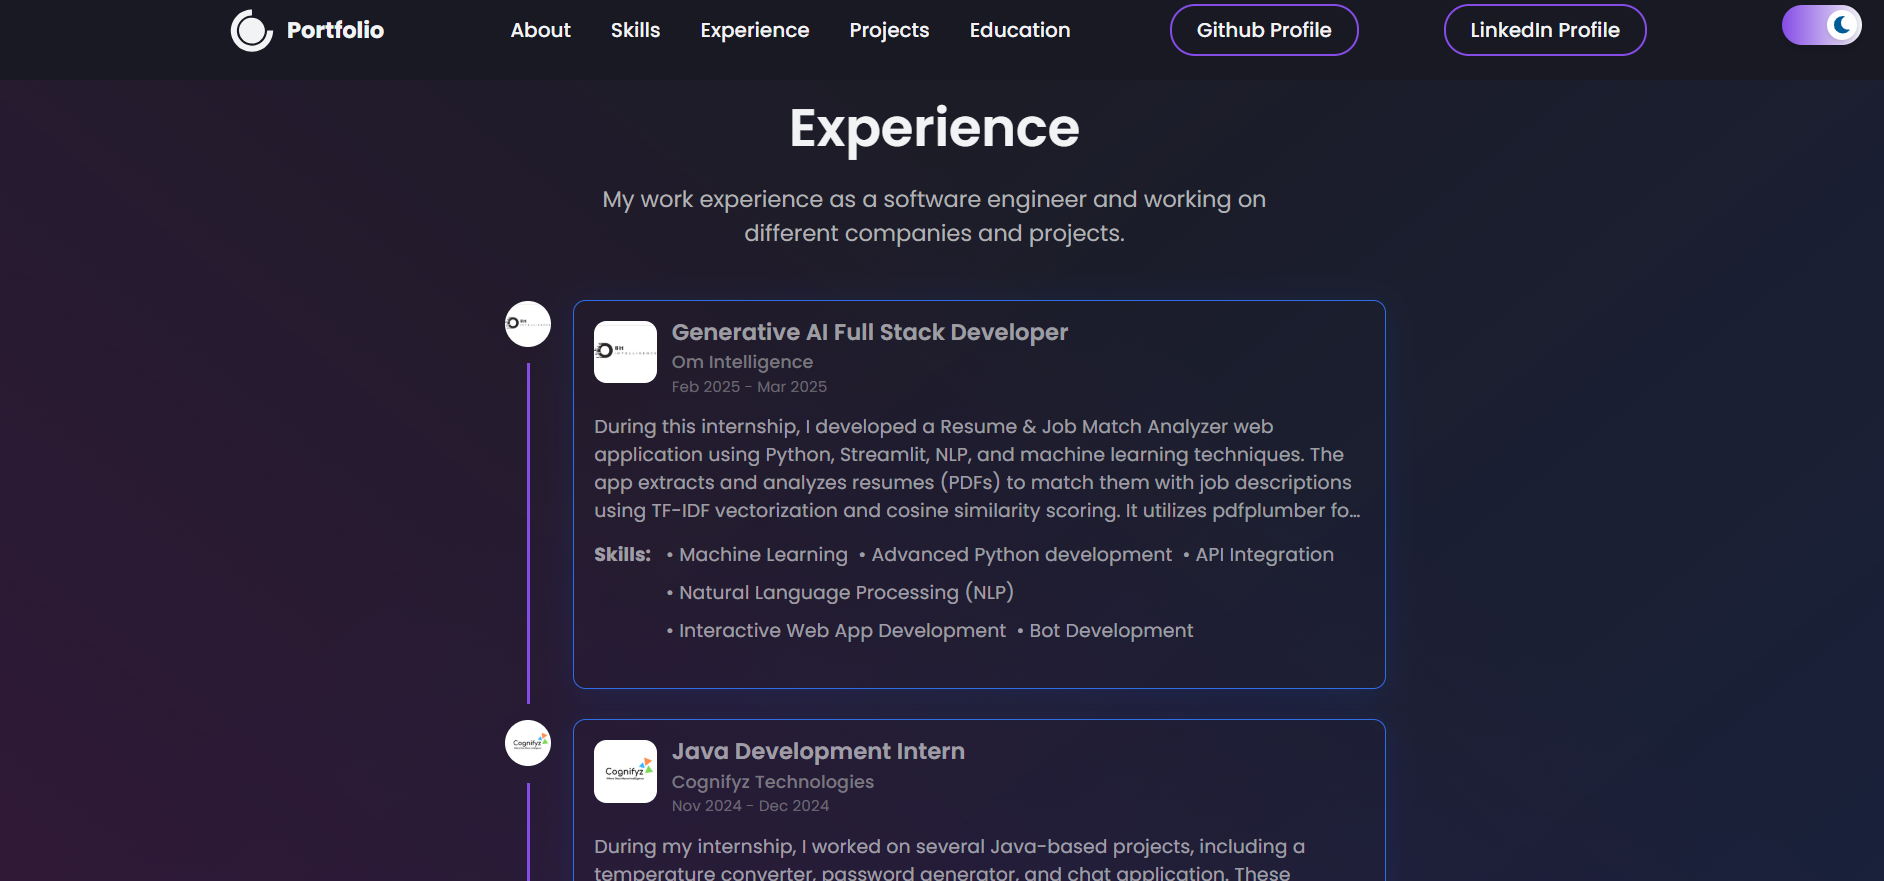 Portfolio
About
Skills
Experience
Projects
Education
Github Profile
LinkedIn Profile
Experience
My work experience as a software engineer and working on
different companies and projects.
Generative AI Full Stack Developer
Om Intelligence
Feb 2025 - Mar 2025
During this internship, I developed a Resume & Job Match Analyzer web
application using Python, Streamlit, NLP, and machine learning techniques. The
app extracts and analyzes resumes (PDFs) to match them with job descriptions
using TF-IDF vectorization and cosine similarity scoring. It utilizes pdfplumber fo...
Skills: • Machine Learning • Advanced Python development • API Integration
• Natural Language Processing (NLP)
• Interactive Web App Development • Bot Development
Cognifyz
Cognifyz
Java Development Intern
Cognifyz Technologies
Nov 2024 - Dec 2024
During my internship, I worked on several Java-based projects, including a
temperature converter, password generator, and chat application. These